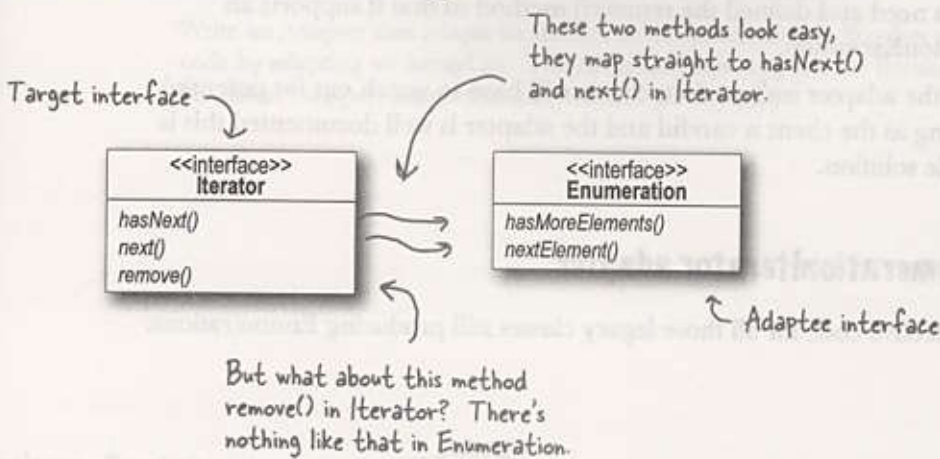 These two methods look easy,
they map straight to hasNext()
and next() in Iterator.
Target interface
<<interface>>
Iterator
hasNext()
next()
remove()
<<interface>>
Enumeration
hasMoreElements()
nextElement()
Adaptee interface
But what about this method
remove() in Iterator? There's
nothing like that in Enumeration.